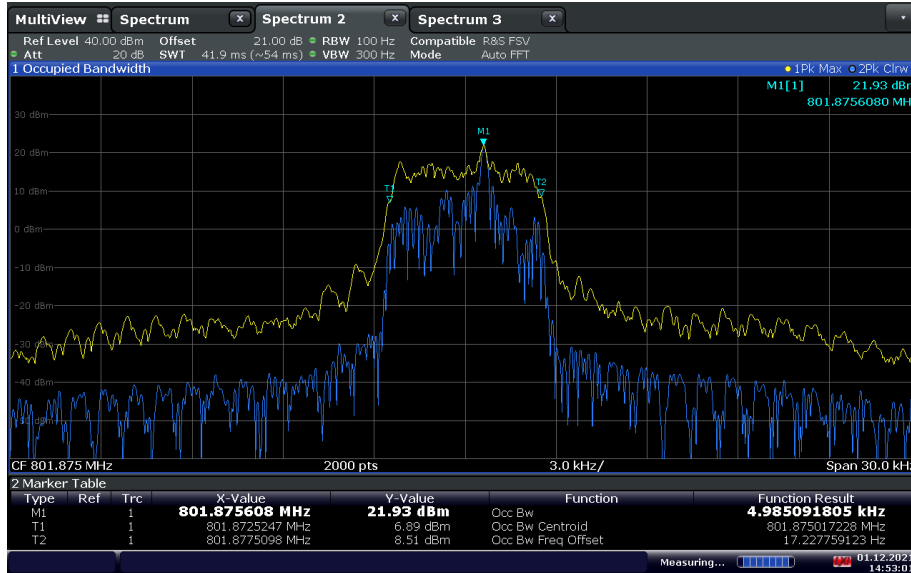 MultiView Spectrum X Spectrum 2 X Spectrum 3 X
Ref Level 40.00 dBm Offset 21.00 dB RBW 100 Hz Compatible R&S FSV
Att 20 dB SWT 41.9 ms (~54 ms) VBW 300 Hz Mode Auto FFT
1 Occupied Bandwidth 1Pk Max 2Pk Clrw
M1[1] 21.93 dBm
801.8756080 MH
30 dBm
M1
20 dBm
T1 T2
10 dBm
0 dBm
-10 dBm
-20 dBm
-30 dBm
-40 dBm
-50 dBm
CF 801.875 MHz 2000 pts 3.0 kHz/ Span 30.0 kH
2 Marker Table
Type Ref Trc X-Value Y-Value Function Function Result
M1 1 801.875608 MHz 21.93 dBm Occ Bw 4.985091805 kHz
T1 1 801.8725247 MHz 6.89 dBm Occ Bw Centroid 801.875017228 MHz
T2 1 801.8775098 MHz 8.51 dBm Occ Bw Freq Offset 17.227759123 Hz
Measuring... 01.12.2021
14:53:01